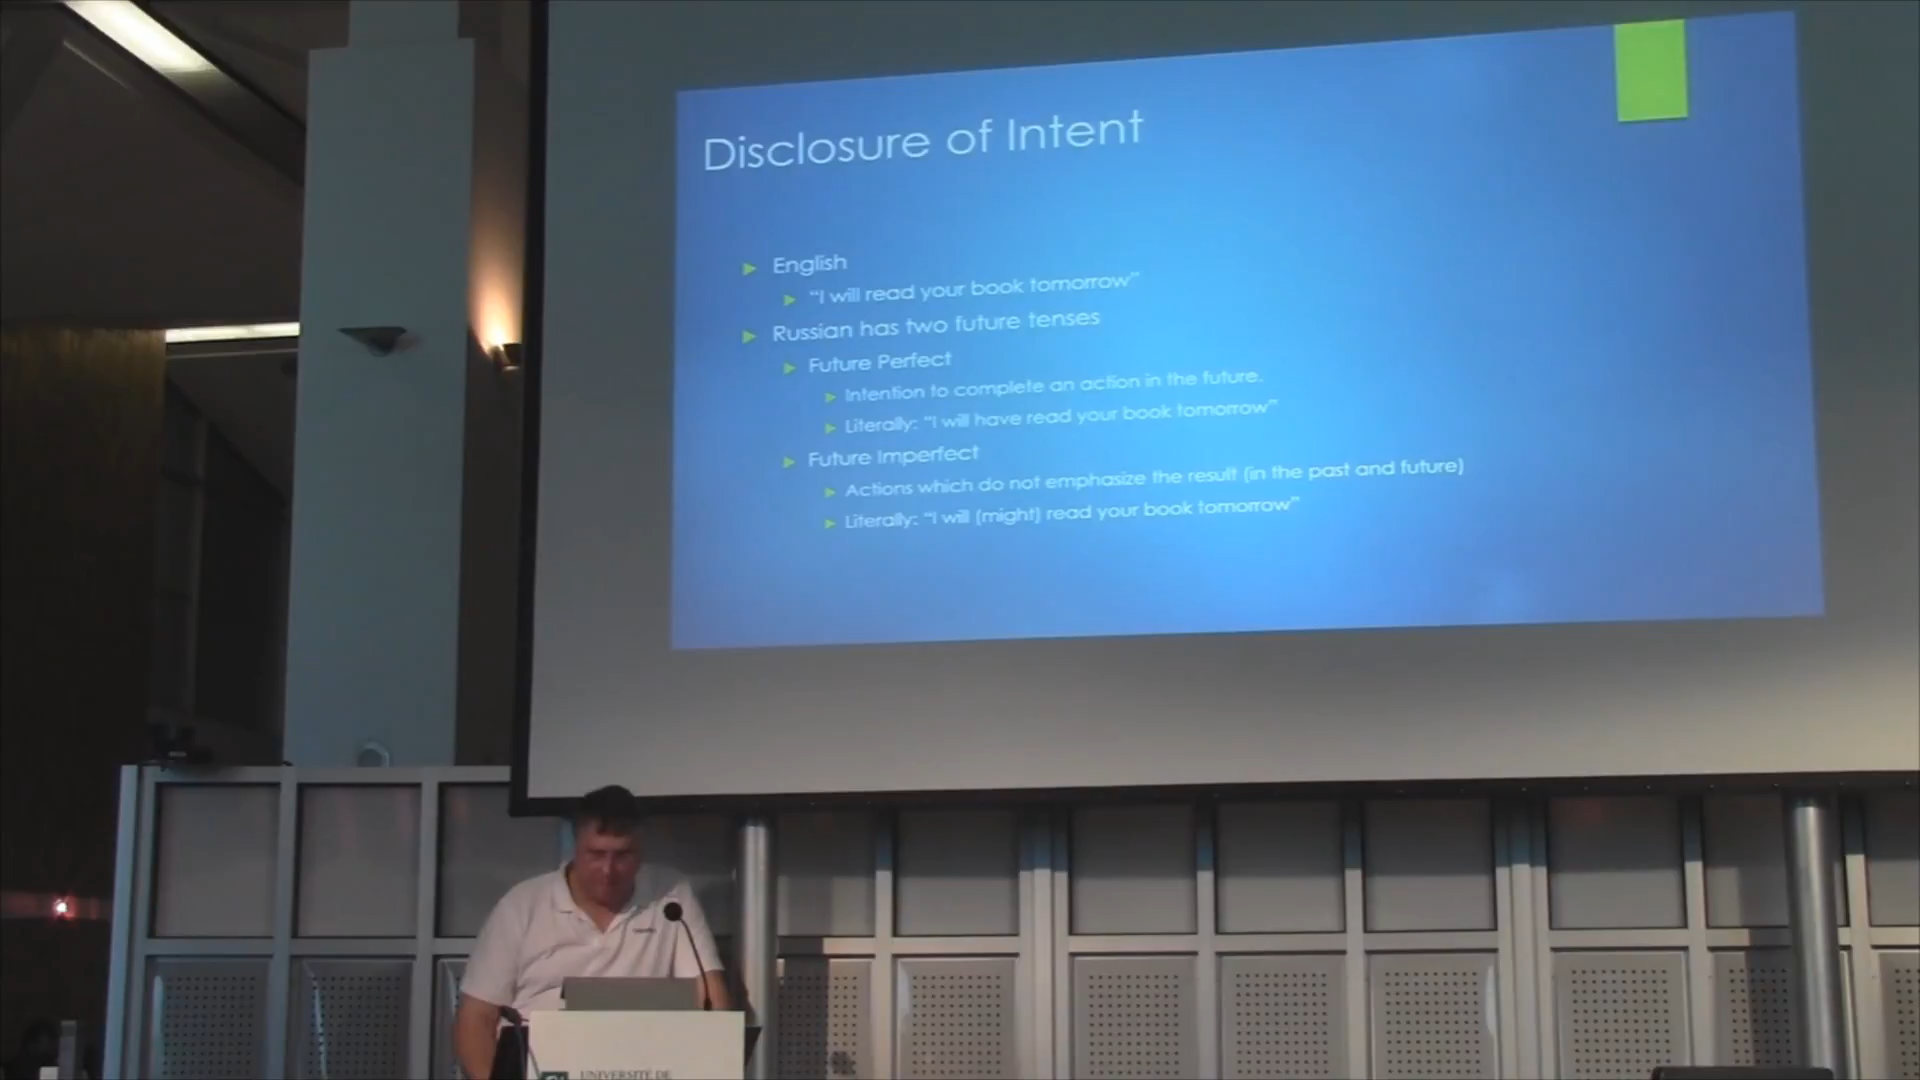 Disclosure of Intent
English
“I will read your book tomorrow”
Russian has two future tenses
Future Perfect
Intention to complete an action in the future.
Literally: “I will have read your book tomorrow”
Future Imperfect
Actions which do not emphasize the result (in the past and future)
Literally: “I will (might) read your book tomorrow”
UNIVERSITÉ DE